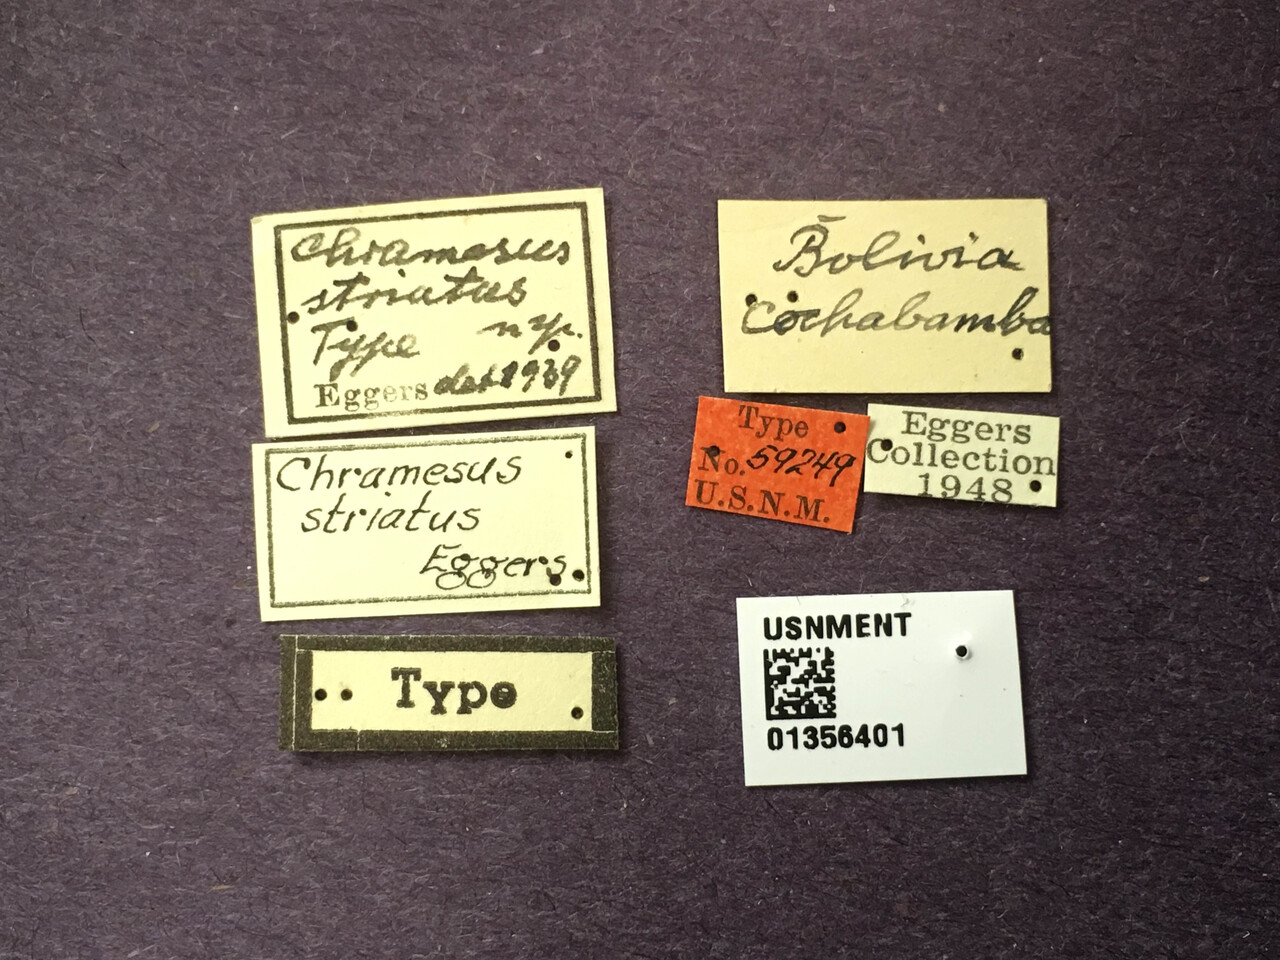 Chramesus
striatus
Type n. sp.
Eggers det 1939
Chramesus
striatus
Eggers
Type
Bolivia
Cochabamba
Type
No. 59249
U.S.N.M.
Eggers
Collection
1948
USNMENT
01356401